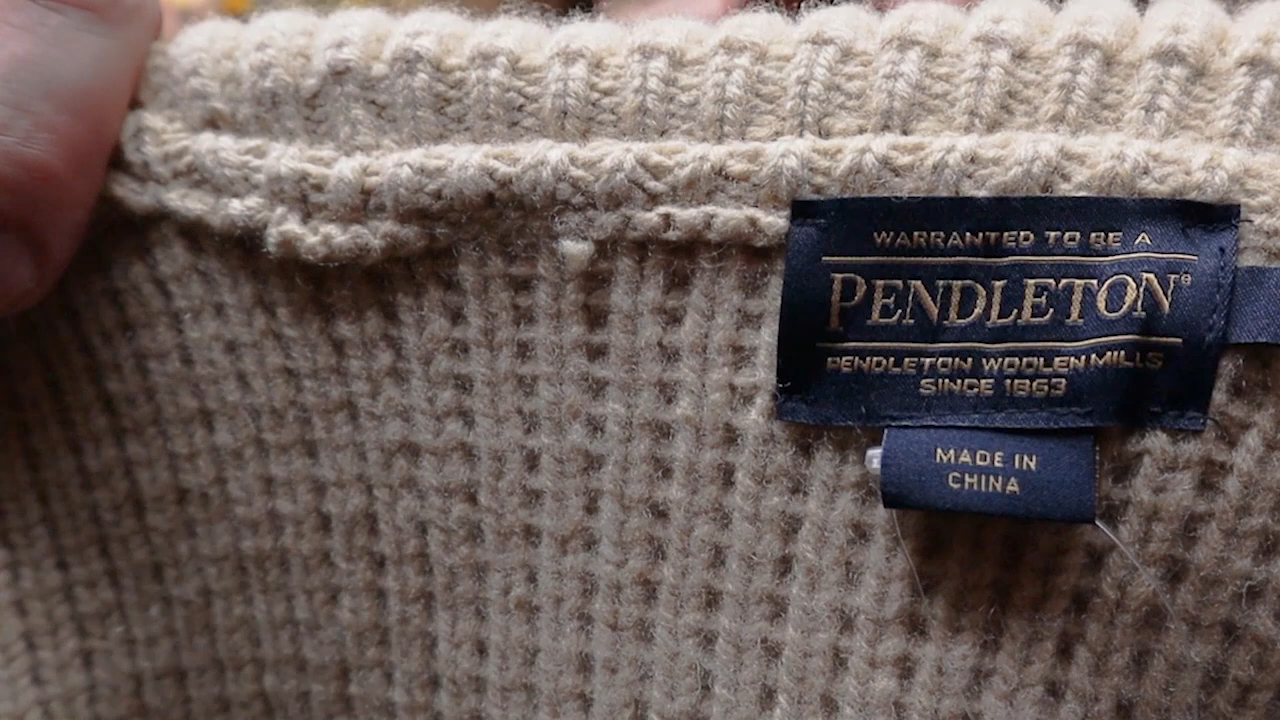 WARRANTED TO BE A
PENDLETON®
PENDLETON WOOLEN MILLS
SINCE 1863
MADE IN
CHINA